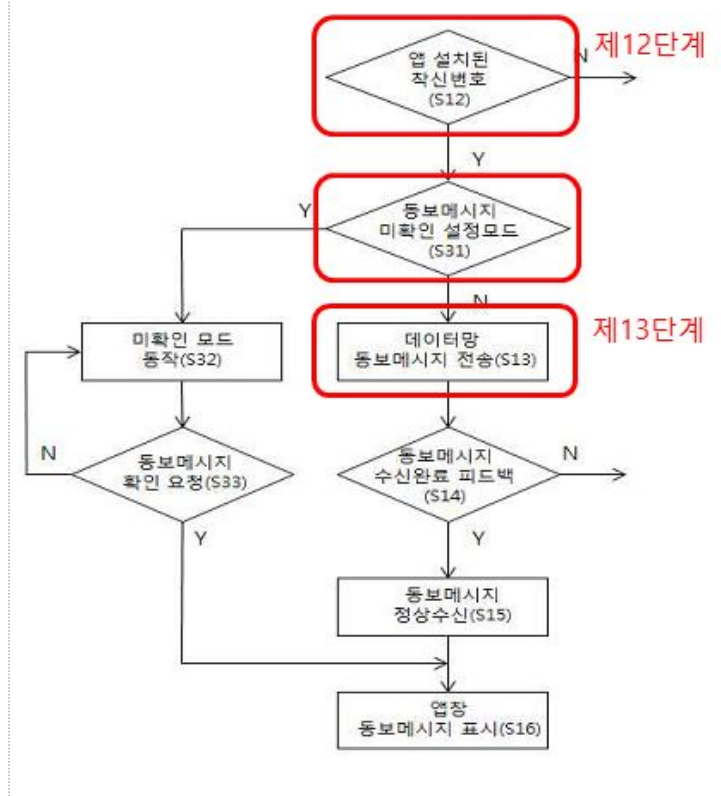 앱 설치된
착신번호
(S12)
N
제12단계
Y
동보메시지
미확인 설정모드
(S31)
Y
N
미확인 모드
동작(S32)
데이터망
동보메시지 전송(S13)
제13단계
N
동보메시지
확인 요청(S33)
동보메시지
수신완료 피드백
(S14)
N
Y
Y
동보메시지
정상수신(S15)
앱창
동보메시지 표시(S16)